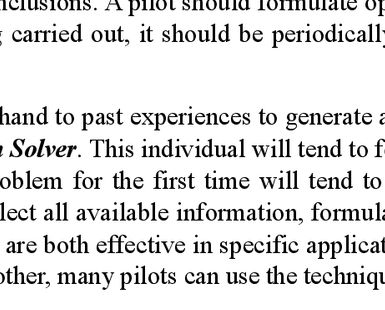 nclusions. A pilot should formulate op
g carried out, it should be periodically
hand to past experiences to generate a
n Solver. This individual will tend to f
oblem for the first time will tend to
lect all available information, formula
are both effective in specific applicat
other, many pilots can use the techniqu